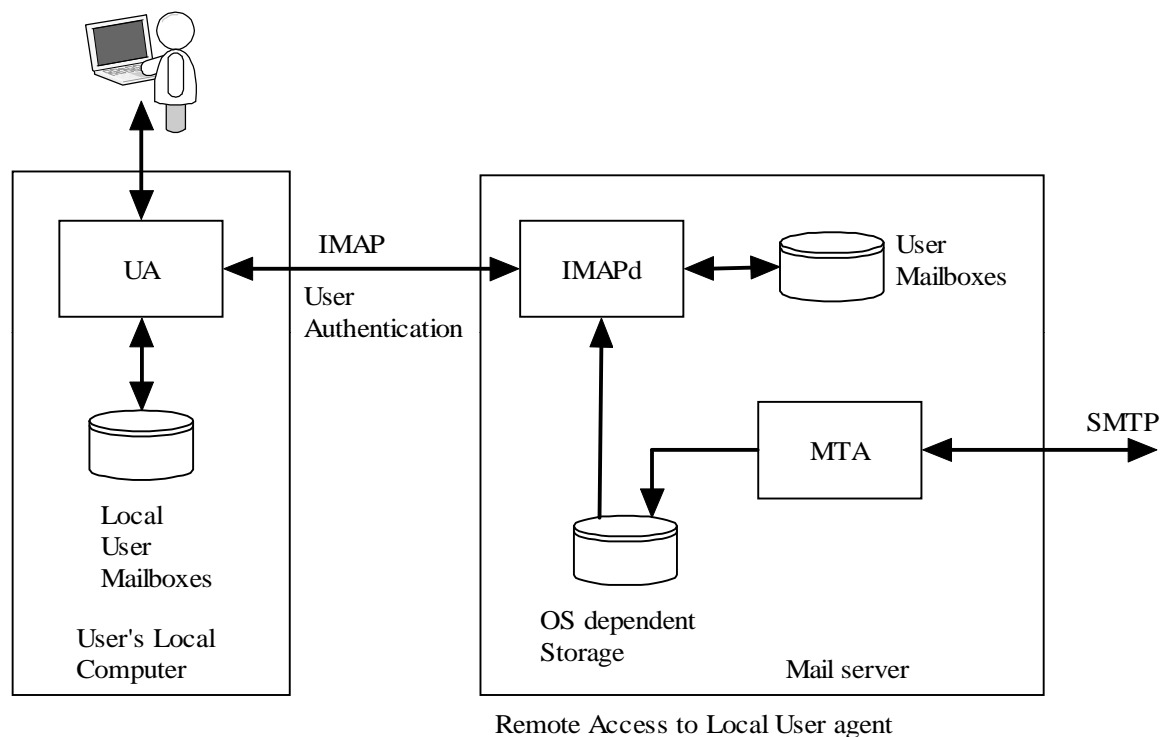 UA
Local
User
Mailboxes
User's Local
Computer
IMAP
User
Authentication
IMAPd
User
Mailboxes
MTA
SMTP
OS dependent
Storage
Mail server
Remote Access to Local User agent